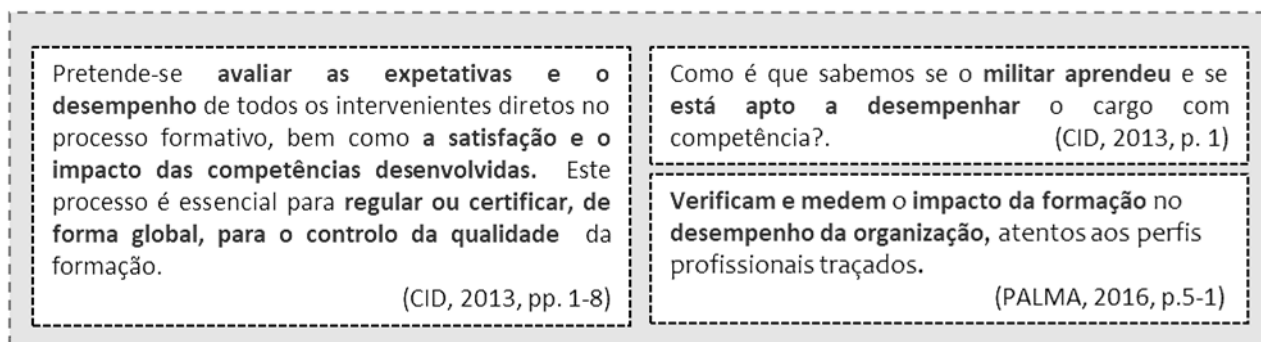 Pretende-se avaliar as expetativas e o
desempenho de todos os intervenientes diretos no
processo formativo, bem como a satisfação e o
impacto das competências desenvolvidas. Este
processo é essencial para regular ou certificar, de
forma global, para o controlo da qualidade da
formação.
(CID, 2013, pp. 1-8)
Como é que sabemos se o militar aprendeu e se
está apto a desempenhar o cargo com
competência?. (CID, 2013, p. 1)
Verificam e medem o impacto da formação no
desempenho da organização, atentos aos perfis
profissionais traçados.
(PALMA, 2016, p.5-1)